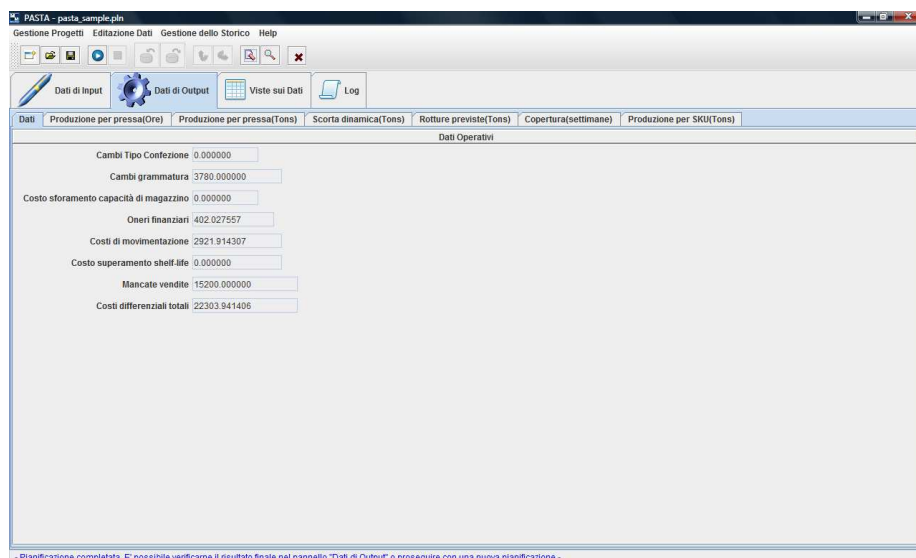 PASTA - pasta_sample.pln
Gestione Progetti Editazione Dati Gestione dello Storico Help
Dati di Input Dati di Output Viste sui Dati Log
Dati Produzione per pressa(Ore) Produzione per pressa(Tons) Scorta dinamica(Tons) Rotture previste(Tons) Copertura(settimane) Produzione per SKU(Tons)
Dati Operativi
Cambi Tipo Confezione 0.000000
Cambi grammatura 3780.000000
Costo sforamento capacità di magazzino 0.000000
Oneri finanziari 402.027557
Costi di movimentazione 2921.914307
Costo superamento shelf-life 0.000000
Mancate vendite 15200.000000
Costi differenziali totali 22303.941406
- Pianificazione completata. E' possibile verificarne il risultato finale nel pannello "Dati di Output" o proseguire con una nuova pianificazione -